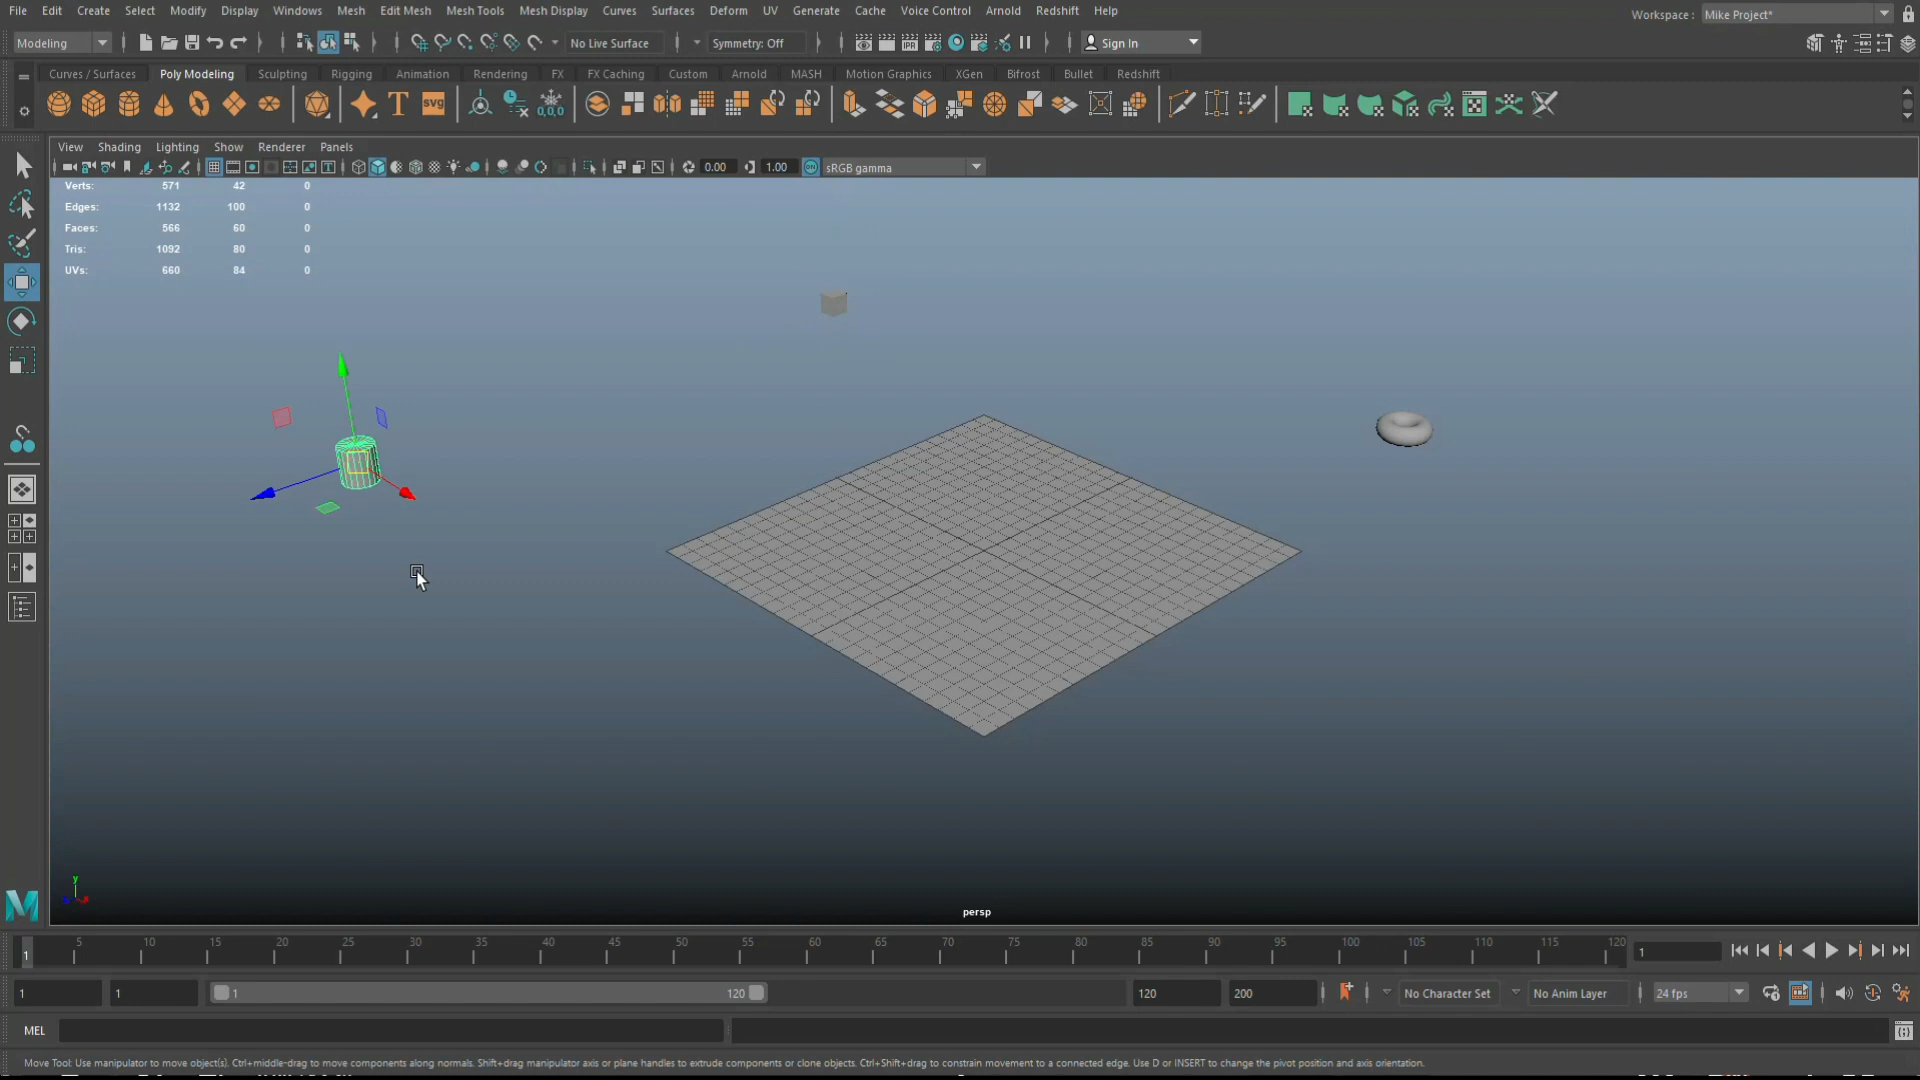 File Edit Create Select Modify Display Windows Mesh Edit Mesh Mesh Tools Mesh Display Curves Surfaces Deform UV Generate Cache Voice Control Arnold Redshift Help
Workspace : Mike Project*
Modeling No Live Surface Symmetry: Off Sign In
Curves / Surfaces Poly Modeling Sculpting Rigging Animation Rendering FX FX Caching Custom Arnold MASH Motion Graphics XGen Bifrost Bullet Redshift
T SVG 0,0,0
View Shading Lighting Show Renderer Panels
0.00 1.00 ON sRGB gamma
Verts: 571 42 0
Edges: 1132 100 0
Faces: 566 60 0
Tris: 1092 80 0
UVs: 660 84 0
y
persp
1 5 10 15 20 25 30 35 40 45 50 55 60 65 70 75 80 85 90 95 100 105 110 115 120 1
1 1 1 120 120 200 No Character Set No Anim Layer 24 fps
MEL
Move Tool: Use manipulator to move object(s). Ctrl+middle-drag to move components along normals. Shift+drag manipulator axis or plane handles to extrude components or clone objects. Ctrl+Shift+drag to constrain movement to a connected edge. Use D or INSERT to change the pivot position and axis orientation.